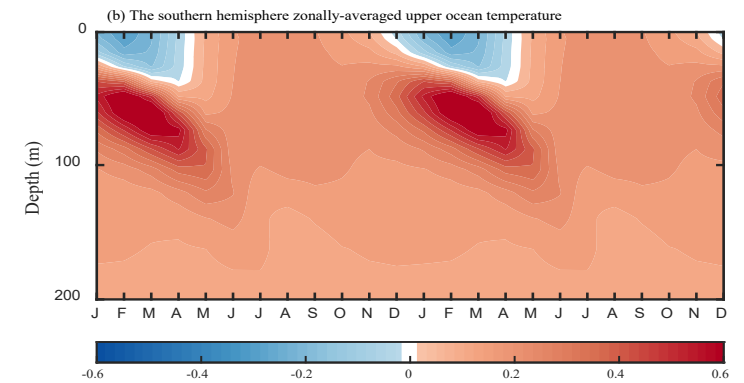 (b) The southern hemisphere zonally-averaged upper ocean temperature
0
100
200
Depth (m)
J F M A M J J A S O N D J F M A M J J A S O N D
-0.6 -0.4 -0.2 0 0.2 0.4 0.6